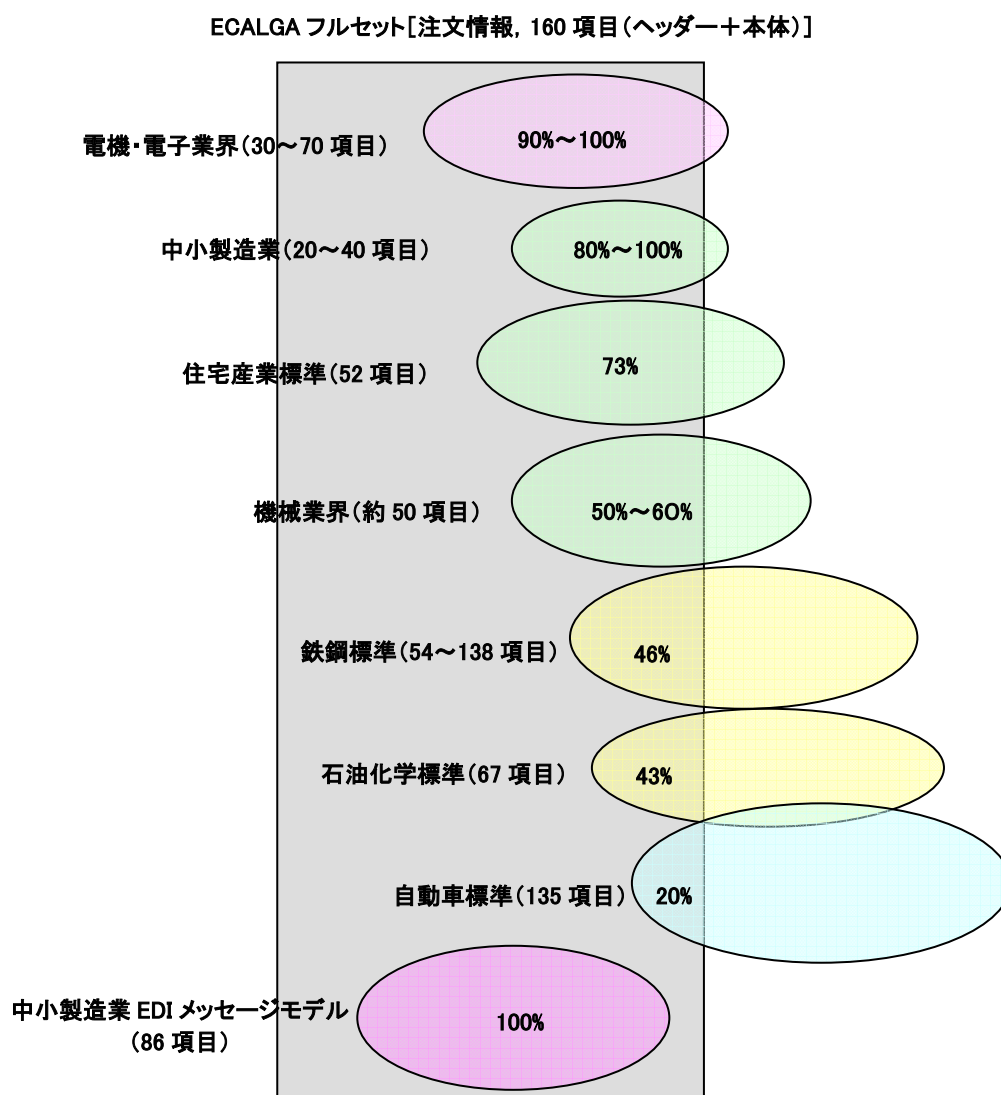 ECALGA フルセット[注文情報, 160 項目(ヘッダー+本体)]
電機・電子業界(30~70 項目)
90%~100%
中小製造業(20~40 項目)
80%~100%
住宅産業標準(52 項目)
73%
機械業界(約 50 項目)
50%~60%
鉄鋼標準(54~138 項目)
46%
石油化学標準(67 項目)
43%
自動車標準(135 項目)
20%
中小製造業 EDI メッセージモデル
(86 項目)
100%